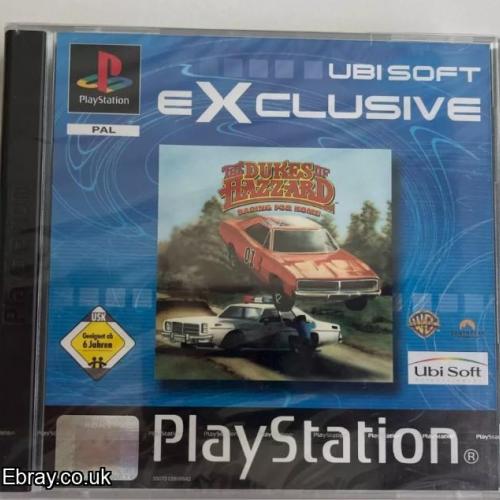 UBI SOFT
eXclusive
PlayStation
PAL
THE DUKES OF
HAZZARD
RACING FOR HOME
01
USK
Geeignet ab
6 Jahren
WB
Ubi Soft
PlayStation®
Ebray.co.uk